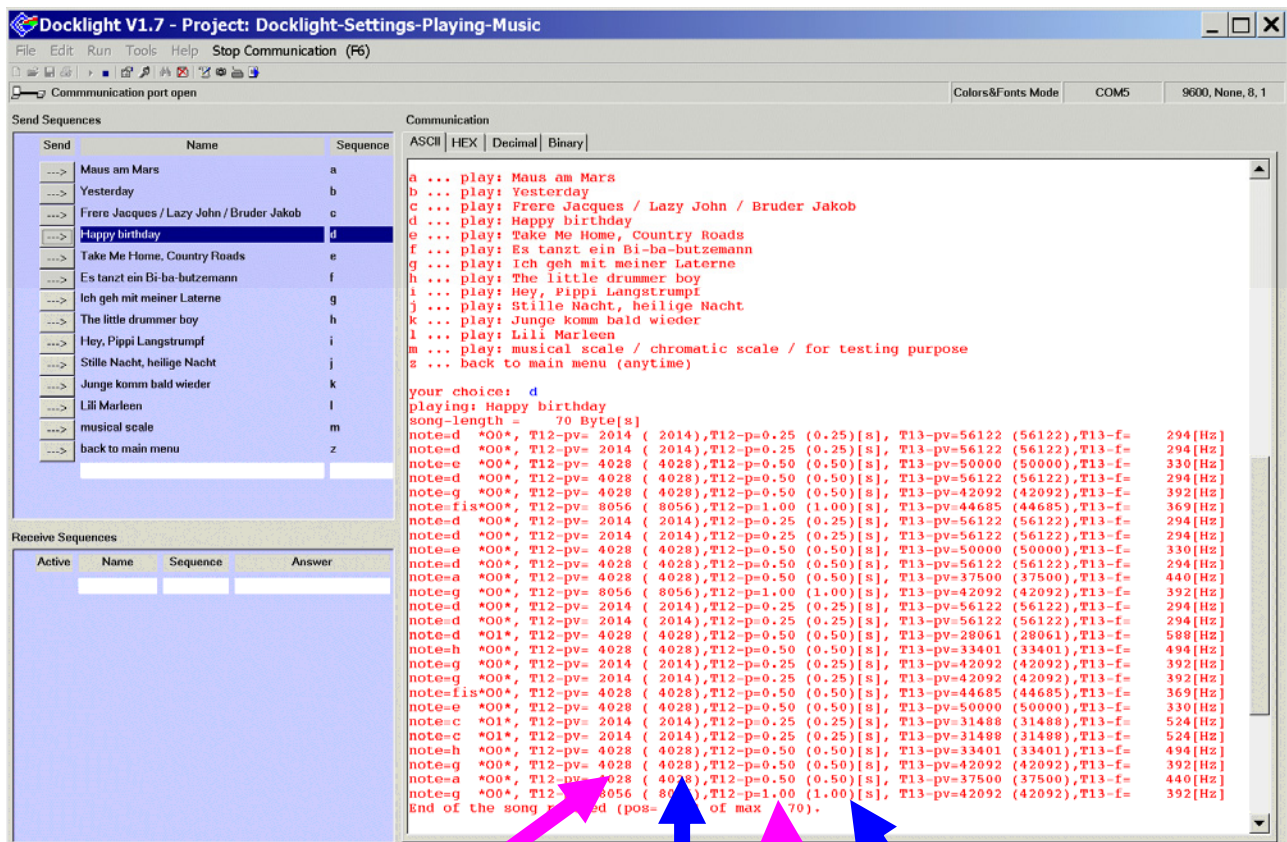 Docklight V1.7 - Project: Docklight-Settings-Playing-Music
File Edit Run Tools Help Stop Communication (F6)
Commmunication port open Colors&Fonts Mode COM5 9600, None, 8, 1
Send Sequences
Send Name Sequence
---> Maus am Mars a
---> Yesterday b
---> Frere Jacques / Lazy John / Bruder Jakob c
---> Happy birthday d
---> Take Me Home, Country Roads e
---> Es tanzt ein Bi-ba-butzemann f
---> Ich geh mit meiner Laterne g
---> The little drummer boy h
---> Hey, Pippi Langstrumpf i
---> Stille Nacht, heilige Nacht j
---> Junge komm bald wieder k
---> Lili Marleen l
---> musical scale m
---> back to main menu z
Receive Sequences
Active Name Sequence Answer
Communication
ASCII HEX Decimal Binary
a ... play: Maus am Mars
b ... play: Yesterday
c ... play: Frere Jacques / Lazy John / Bruder Jakob
d ... play: Happy birthday
e ... play: Take Me Home, Country Roads
f ... play: Es tanzt ein Bi-ba-butzemann
g ... play: Ich geh mit meiner Laterne
h ... play: The little drummer boy
i ... play: Hey, Pippi Langstrumpf
j ... play: Stille Nacht, heilige Nacht
k ... play: Junge komm bald wieder
l ... play: Lili Marleen
m ... play: musical scale / chromatic scale / for testing purpose
z ... back to main menu (anytime)
your choice: d
playing: Happy birthday
song-length = 70 Byte[s]
note=d *O0*, T12-pv= 2014 ( 2014),T12-p=0.25 (0.25)[s], T13-pv=56122 (56122),T13-f= 294[Hz]
note=d *O0*, T12-pv= 2014 ( 2014),T12-p=0.25 (0.25)[s], T13-pv=56122 (56122),T13-f= 294[Hz]
note=e *O0*, T12-pv= 4028 ( 4028),T12-p=0.50 (0.50)[s], T13-pv=50000 (50000),T13-f= 330[Hz]
note=d *O0*, T12-pv= 4028 ( 4028),T12-p=0.50 (0.50)[s], T13-pv=56122 (56122),T13-f= 294[Hz]
note=g *O0*, T12-pv= 4028 ( 4028),T12-p=0.50 (0.50)[s], T13-pv=42092 (42092),T13-f= 392[Hz]
note=fis*O0*, T12-pv= 8056 ( 8056),T12-p=1.00 (1.00)[s], T13-pv=44685 (44685),T13-f= 369[Hz]
note=d *O0*, T12-pv= 2014 ( 2014),T12-p=0.25 (0.25)[s], T13-pv=56122 (56122),T13-f= 294[Hz]
note=d *O0*, T12-pv= 2014 ( 2014),T12-p=0.25 (0.25)[s], T13-pv=56122 (56122),T13-f= 294[Hz]
note=e *O0*, T12-pv= 4028 ( 4028),T12-p=0.50 (0.50)[s], T13-pv=50000 (50000),T13-f= 330[Hz]
note=d *O0*, T12-pv= 4028 ( 4028),T12-p=0.50 (0.50)[s], T13-pv=56122 (56122),T13-f= 294[Hz]
note=a *O0*, T12-pv= 4028 ( 4028),T12-p=0.50 (0.50)[s], T13-pv=37500 (37500),T13-f= 440[Hz]
note=g *O0*, T12-pv= 8056 ( 8056),T12-p=1.00 (1.00)[s], T13-pv=42092 (42092),T13-f= 392[Hz]
note=d *O0*, T12-pv= 2014 ( 2014),T12-p=0.25 (0.25)[s], T13-pv=56122 (56122),T13-f= 294[Hz]
note=d *O0*, T12-pv= 2014 ( 2014),T12-p=0.25 (0.25)[s], T13-pv=56122 (56122),T13-f= 294[Hz]
note=d *O1*, T12-pv= 4028 ( 4028),T12-p=0.50 (0.50)[s], T13-pv=28061 (28061),T13-f= 588[Hz]
note=h *O0*, T12-pv= 4028 ( 4028),T12-p=0.50 (0.50)[s], T13-pv=33401 (33401),T13-f= 494[Hz]
note=g *O0*, T12-pv= 2014 ( 2014),T12-p=0.25 (0.25)[s], T13-pv=42092 (42092),T13-f= 392[Hz]
note=g *O0*, T12-pv= 2014 ( 2014),T12-p=0.25 (0.25)[s], T13-pv=42092 (42092),T13-f= 392[Hz]
note=fis*O0*, T12-pv= 4028 ( 4028),T12-p=0.50 (0.50)[s], T13-pv=44685 (44685),T13-f= 369[Hz]
note=e *O0*, T12-pv= 4028 ( 4028),T12-p=0.50 (0.50)[s], T13-pv=50000 (50000),T13-f= 330[Hz]
note=c *O1*, T12-pv= 2014 ( 2014),T12-p=0.25 (0.25)[s], T13-pv=31488 (31488),T13-f= 524[Hz]
note=c *O1*, T12-pv= 2014 ( 2014),T12-p=0.25 (0.25)[s], T13-pv=31488 (31488),T13-f= 524[Hz]
note=h *O0*, T12-pv= 4028 ( 4028),T12-p=0.50 (0.50)[s], T13-pv=33401 (33401),T13-f= 494[Hz]
note=g *O0*, T12-pv= 4028 ( 4028),T12-p=0.50 (0.50)[s], T13-pv=42092 (42092),T13-f= 392[Hz]
note=a *O0*, T12-pv= 4028 ( 4028),T12-p=0.50 (0.50)[s], T13-pv=37500 (37500),T13-f= 440[Hz]
note=g *O0*, T12- 8056 ( ),T12-p=1.00 (1.00)[s], T13-pv=42092 (42092),T13-f= 392[Hz]
End of the song (pos= of max 70).